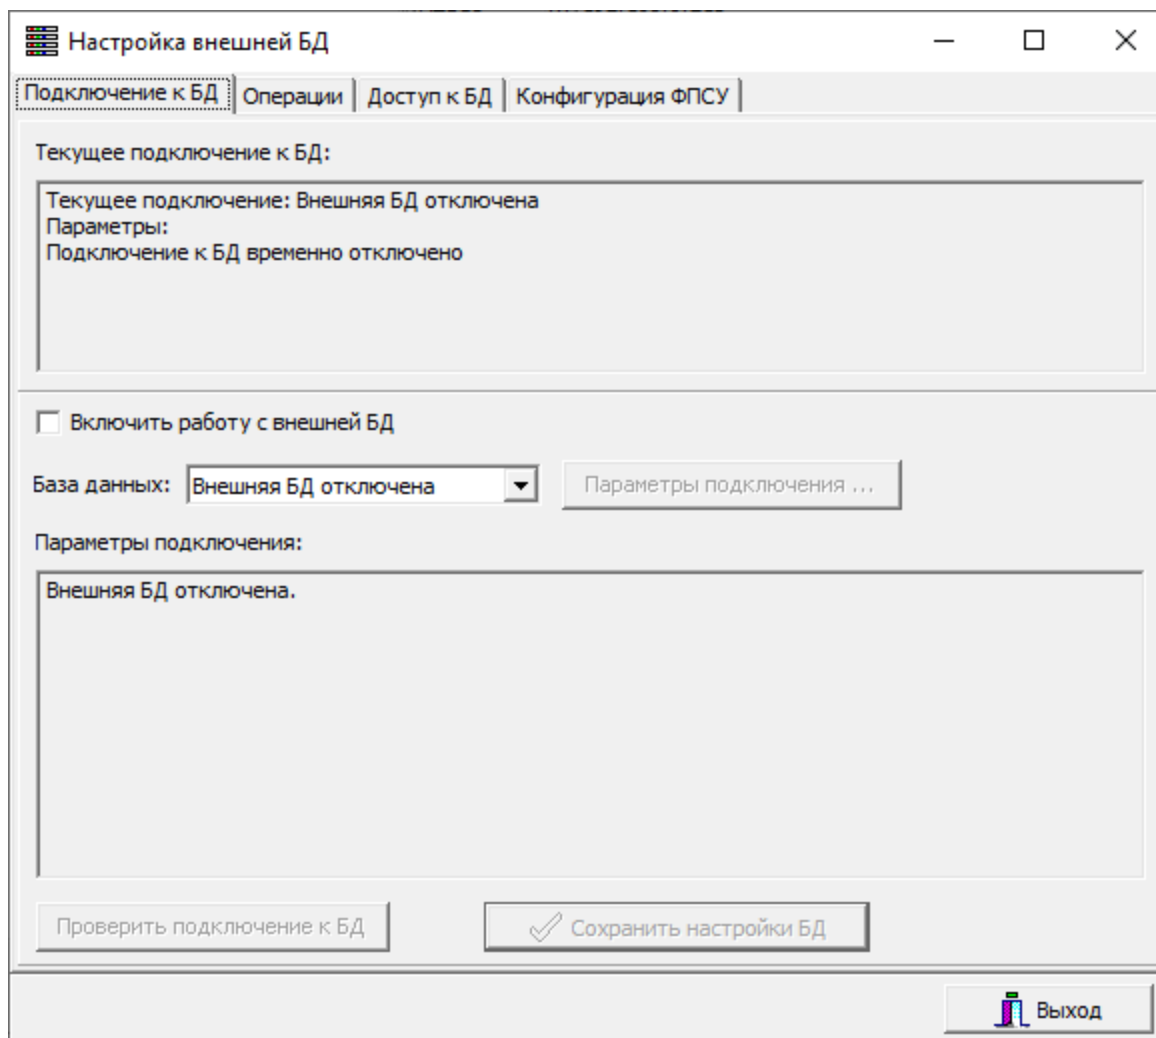 Настройка внешней БД
Подключение к БД Операции Доступ к БД Конфигурация ФПСУ
Текущее подключение к БД:
Текущее подключение: Внешняя БД отключена
Параметры:
Подключение к БД временно отключено
Включить работу с внешней БД
База данных: Внешняя БД отключена Параметры подключения ...
Параметры подключения:
Внешняя БД отключена.
Проверить подключение к БД Сохранить настройки БД
Выход